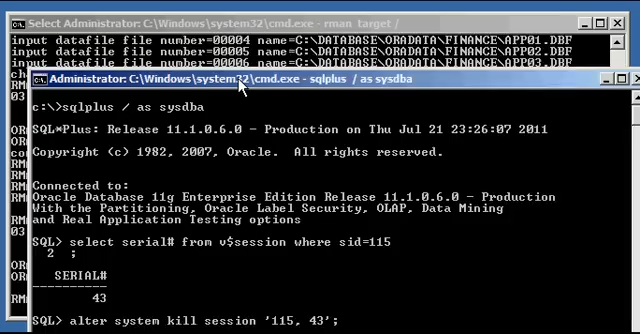 Select Administrator: C:\Windows\system32\cmd.exe - rman target /
input datafile file number=00004 name=C:\DATABASE\ORADATA\FINANCE\APP01.DBF
input datafile file number=00005 name=C:\DATABASE\ORADATA\FINANCE\APP02.DBF
input datafile file number=00006 name=C:\DATABASE\ORADATA\FINANCE\APP03.DBF
Administrator: C:\Windows\system32\cmd.exe - sqlplus / as sysdba
c:\>sqlplus / as sysdba
SQL*Plus: Release 11.1.0.6.0 - Production on Thu Jul 21 23:26:07 2011
Copyright (c) 1982, 2007, Oracle.  All rights reserved.
Connected to:
Oracle Database 11g Enterprise Edition Release 11.1.0.6.0 - Production
With the Partitioning, Oracle Label Security, OLAP, Data Mining
and Real Application Testing options
SQL> select serial# from v$session where sid=115
2  ;
SERIAL#
----------
43
SQL> alter system kill session '115, 43';